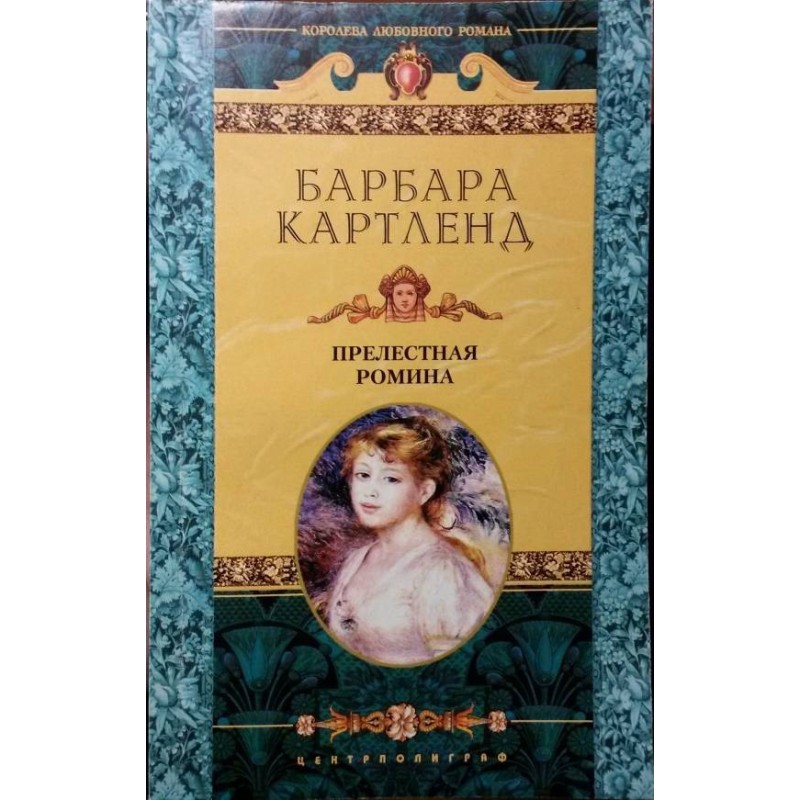 КОРОЛЕВА ЛЮБОВНОГО РОМАНА
БАРБАРА
КАРТЛЕНД
ПРЕЛЕСТНАЯ
РОМИНА
ЦЕНТРПОЛИГРАФ